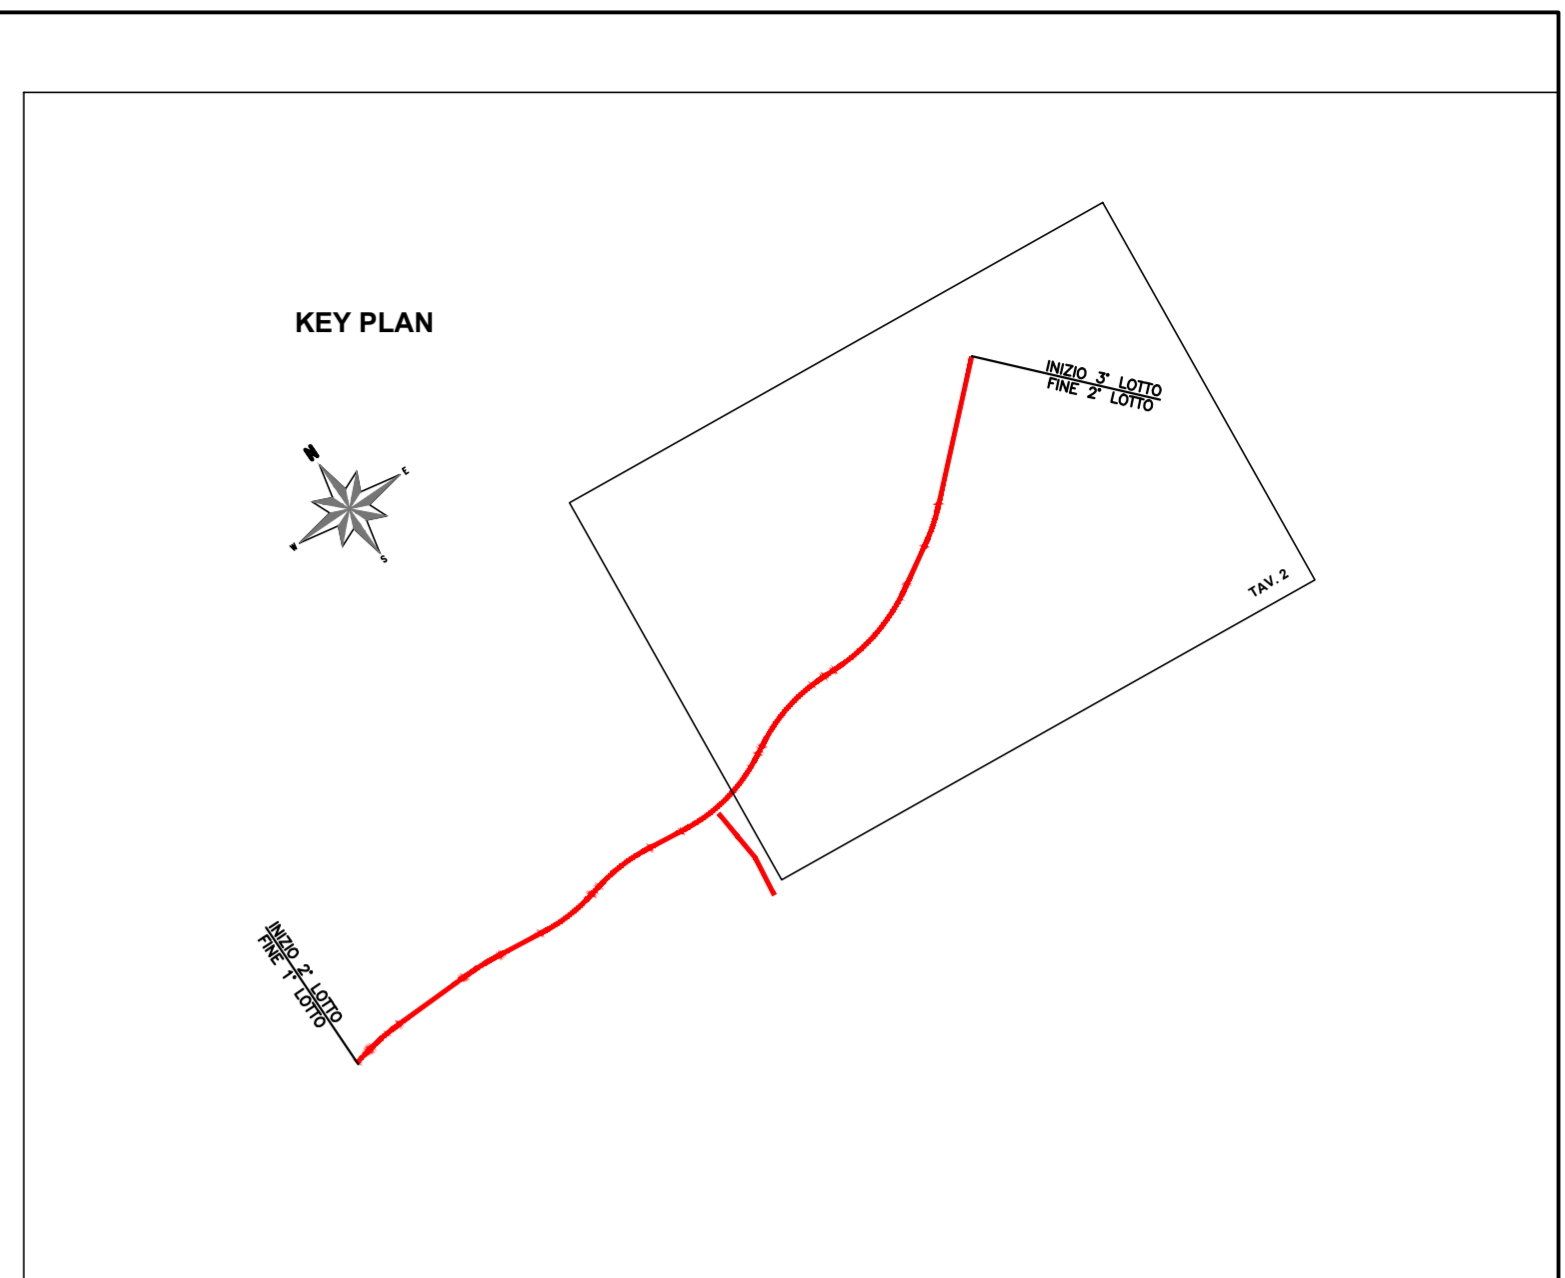 KEY PLAN
INIZIO 3° LOTTO
FINE 2° LOTTO
N
E
W
S
TAV. 2
INIZIO 2° LOTTO
FINE 1° LOTTO